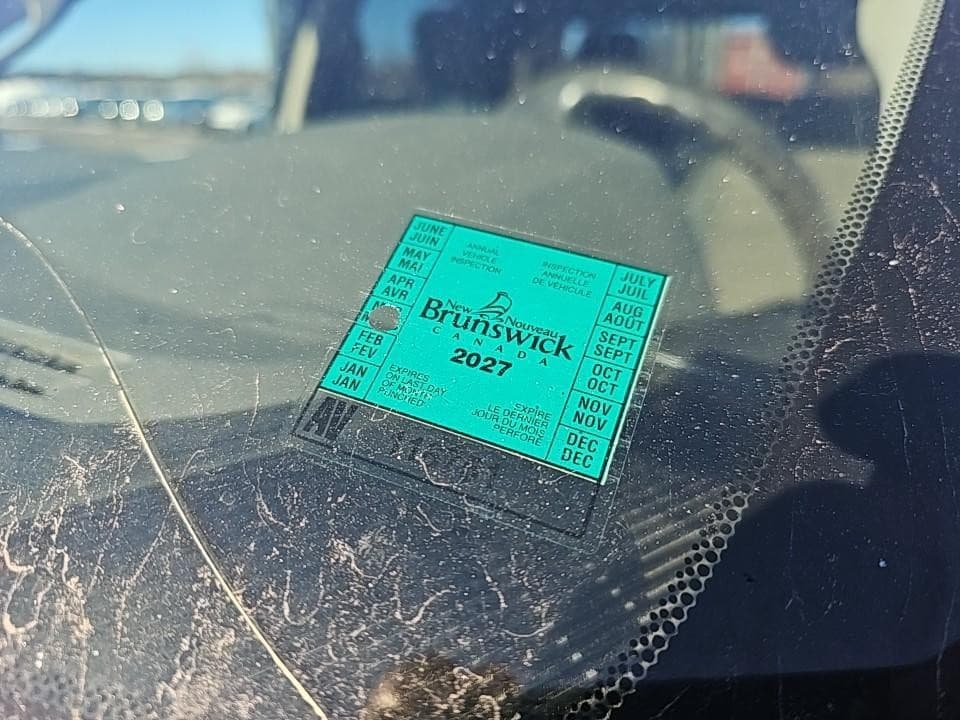 JUNE
JUIN
MAY
MAI
APR
AVR
FEB
FEV
JAN
JAN
ANNUAL
VEHICLE
INSPECTION
INSPECTION
ANNUELLE
DE VÉHICULE
New Nouveau
Brunswick
CANADA
2027
EXPIRES
ON LAST DAY
OF MONTH
PUNCHED
EXPIRE
LE DERNIER
JOUR DU MOIS
PERFORÉ
JULY
JUIL
AUG
AOÛT
SEPT
SEPT
OCT
OCT
NOV
NOV
DEC
DEC